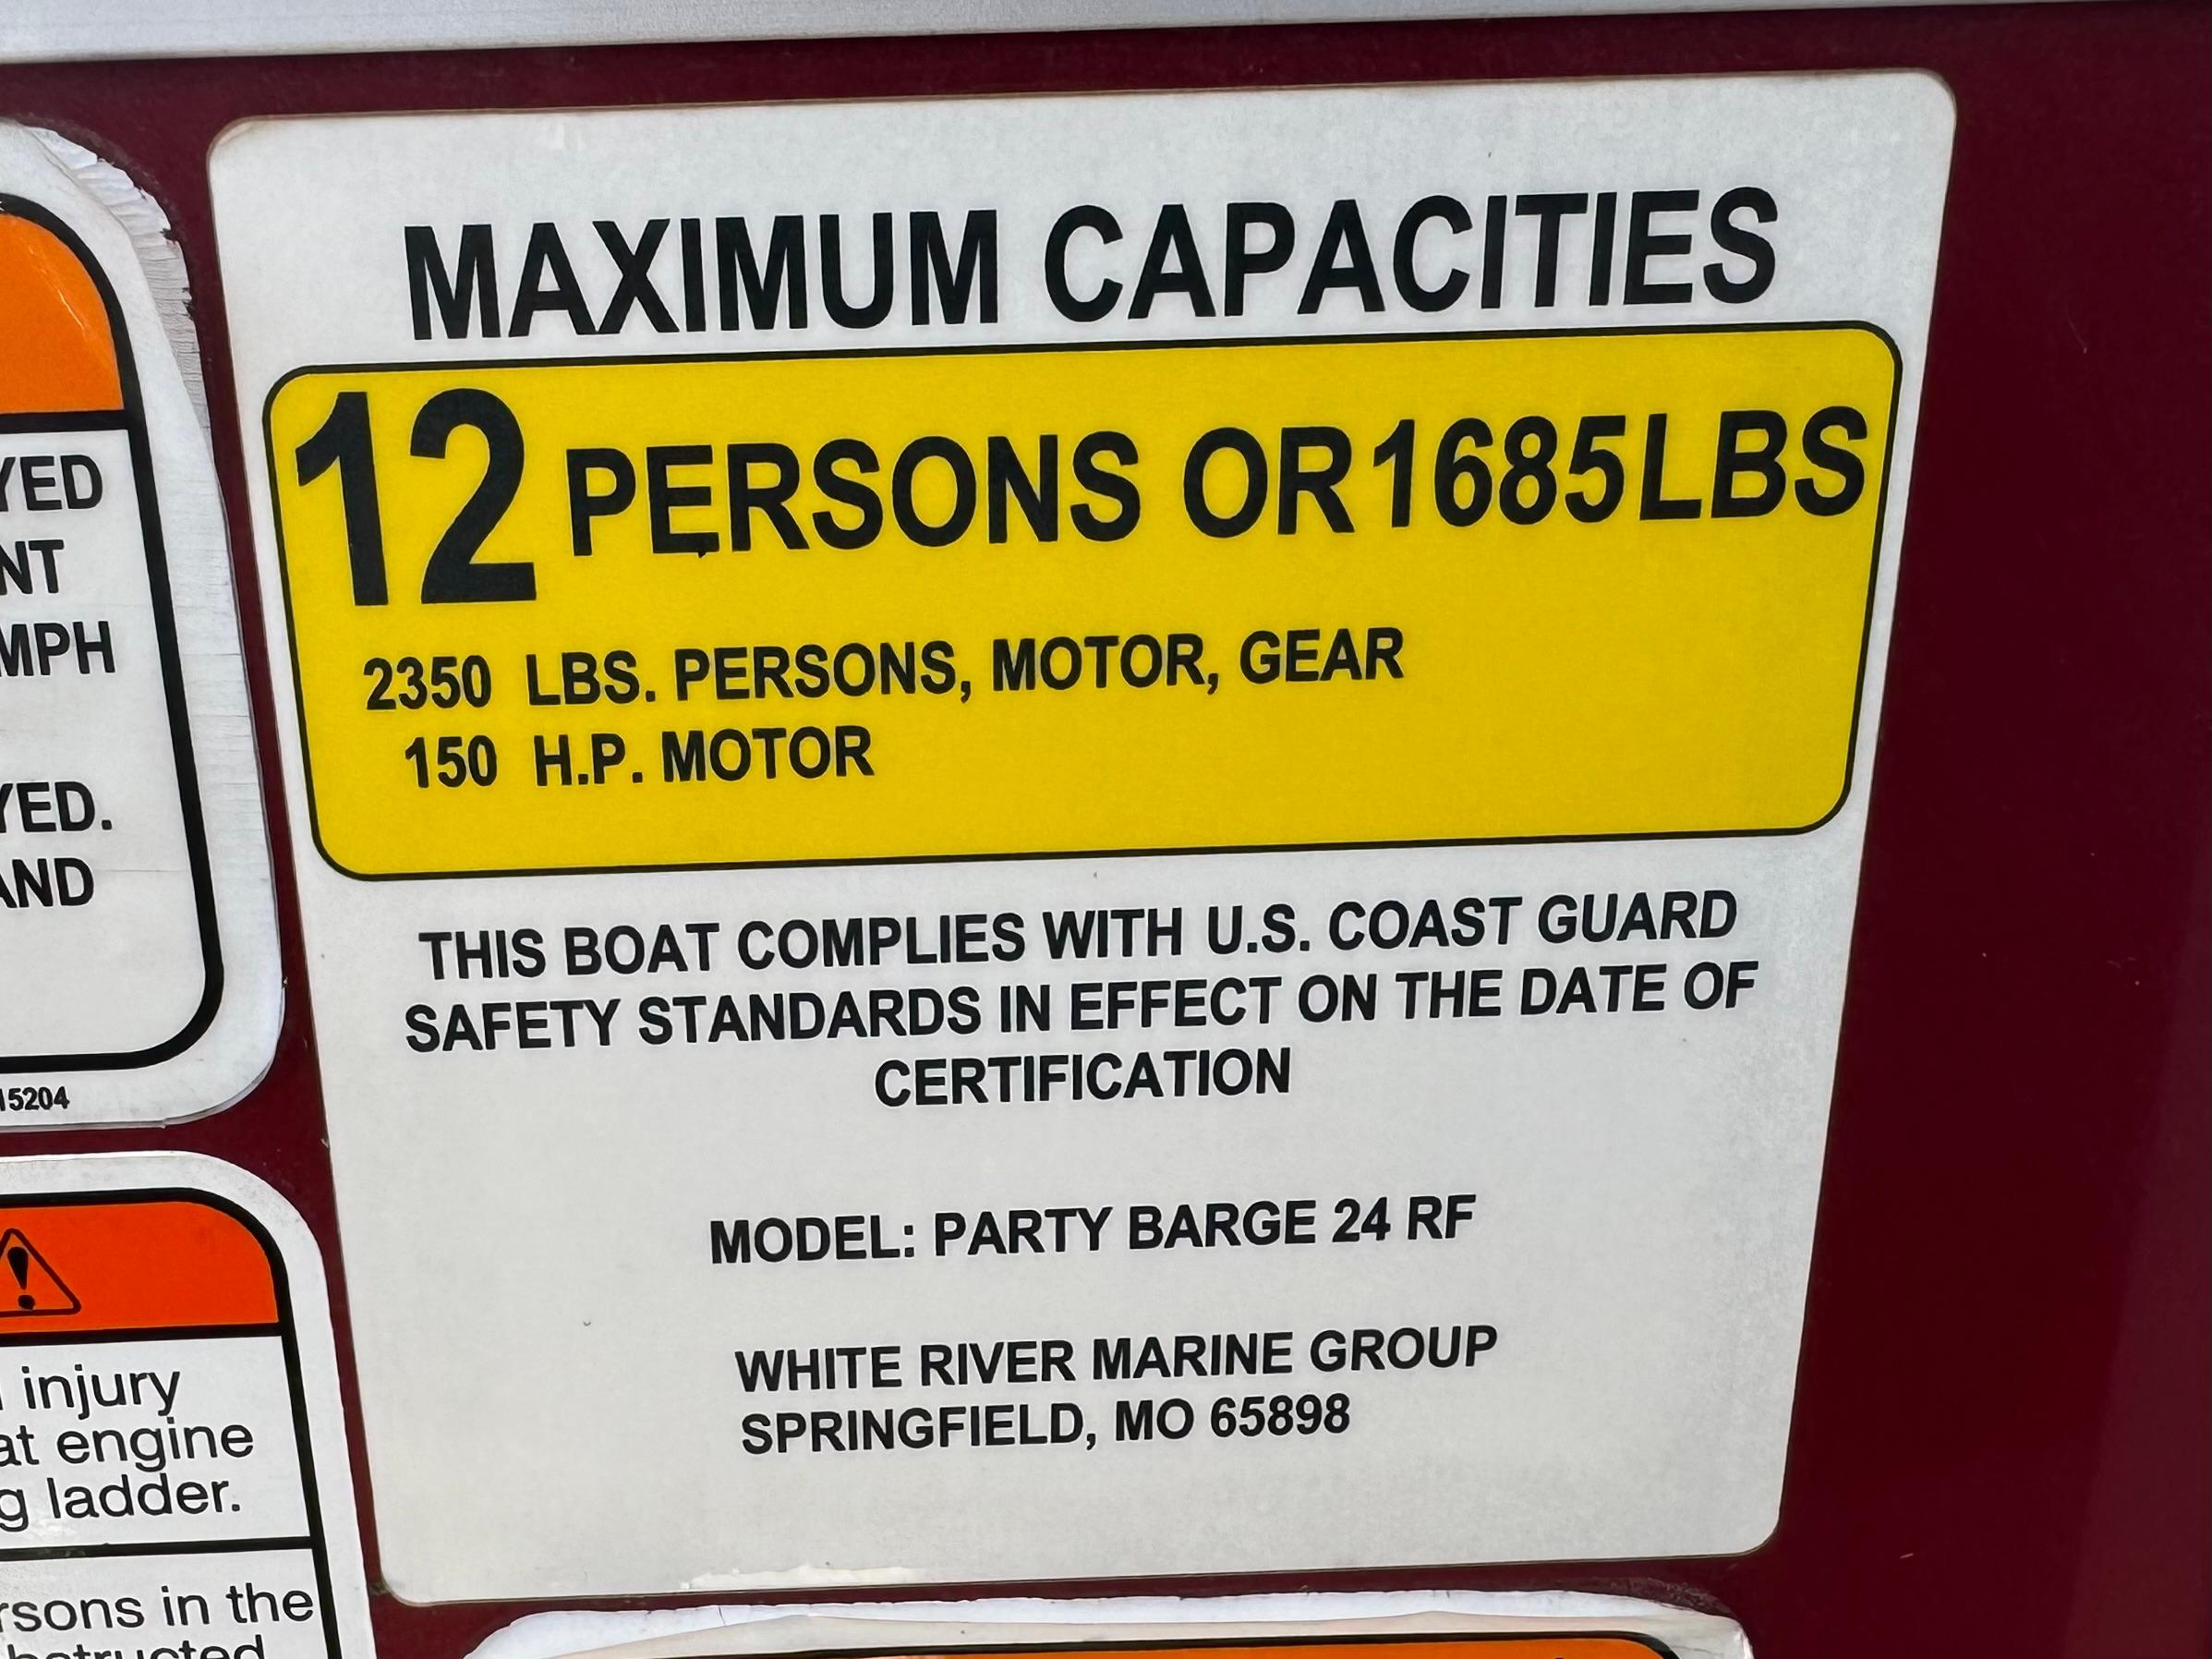 MAXIMUM CAPACITIES
12 PERSONS OR 1685 LBS
2350 LBS. PERSONS, MOTOR, GEAR
150 H.P. MOTOR
THIS BOAT COMPLIES WITH U.S. COAST GUARD
SAFETY STANDARDS IN EFFECT ON THE DATE OF
CERTIFICATION
MODEL: PARTY BARGE 24 RF
WHITE RIVER MARINE GROUP
SPRINGFIELD, MO 65898
YED
NT
MPH
YED.
AND
15204
injury
at engine
g ladder.
rsons in the